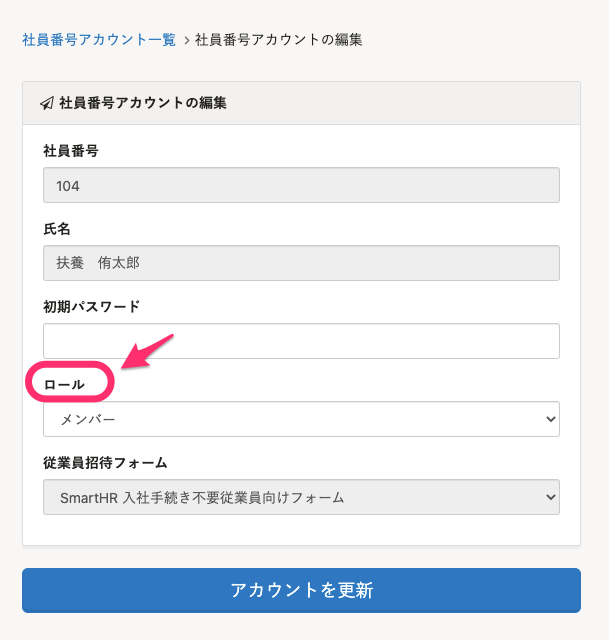 社員番号アカウント一覧 › 社員番号アカウントの編集
社員番号アカウントの編集
社員番号
104
氏名
扶養　侑太郎
初期パスワード
ロール
メンバー
従業員招待フォーム
SmartHR 入社手続き不要従業員向けフォーム
アカウントを更新